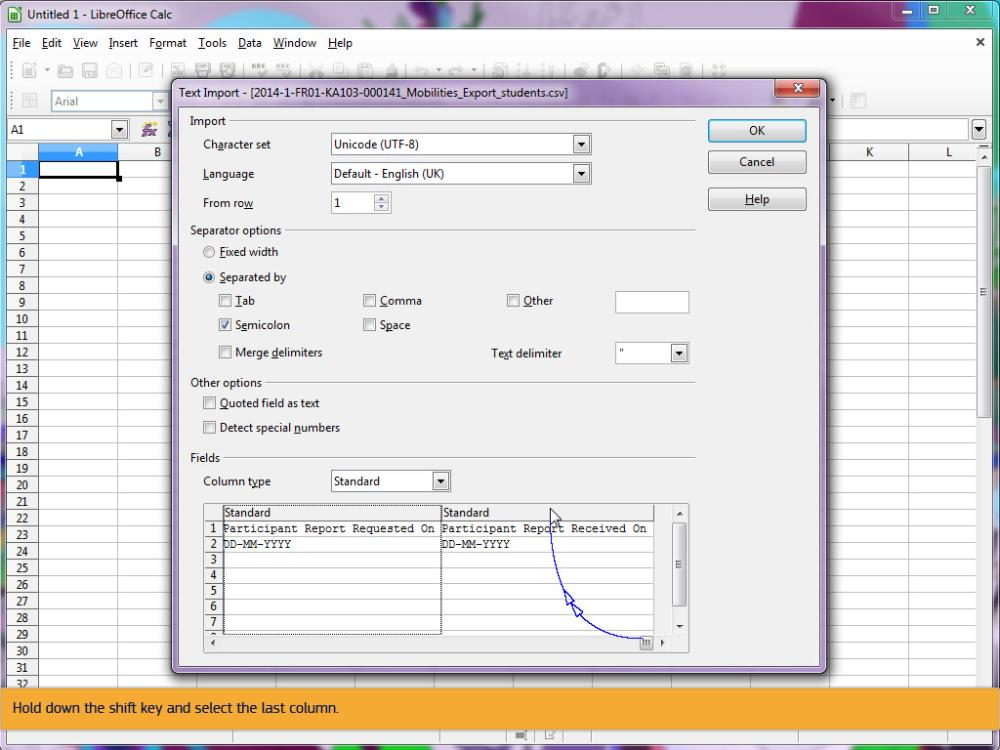 Untitled 1 - LibreOffice Calc
File Edit View Insert Format Tools Data Window Help
Arial
A1
A B K L
1
2
3
4
5
6
7
8
9
10
11
12
13
14
15
16
17
18
19
20
21
22
23
24
25
26
27
28
29
30
31
32
Text Import - [2014-1-FR01-KA103-000141_Mobilities_Export_students.csv]
Import
Character set Unicode (UTF-8)
Language Default - English (UK)
From row 1
OK
Cancel
Help
Separator options
Fixed width
Separated by
Tab Comma Other
Semicolon Space
Merge delimiters Text delimiter "
Other options
Quoted field as text
Detect special numbers
Fields
Column type Standard
Standard Standard
1 Participant Report Requested On Participant Report Received On
2 DD-MM-YYYY DD-MM-YYYY
3
4
5
6
7
8
Hold down the shift key and select the last column.